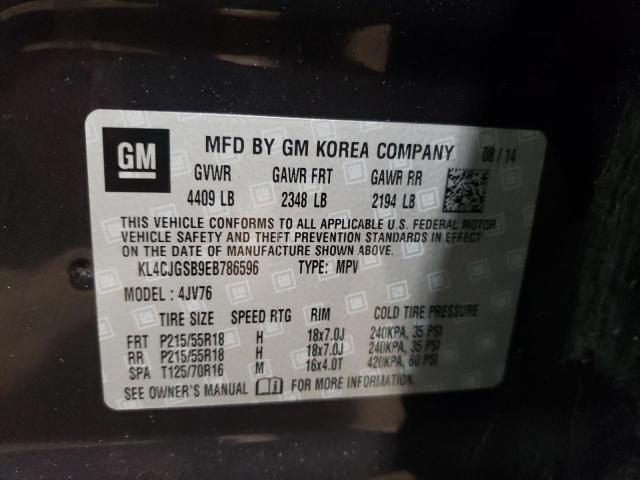 GM
MFD BY GM KOREA COMPANY 08 / 14
GVWR GAWR FRT GAWR RR
4409 LB 2348 LB 2194 LB
THIS VEHICLE CONFORMS TO ALL APPLICABLE U.S. FEDERAL MOTOR
VEHICLE SAFETY AND THEFT PREVENTION STANDARDS IN EFFECT
ON THE DATE OF MANUFACTURE SHOWN ABOVE.
KL4CJGSB9EB786596 TYPE: MPV
MODEL: 4JV76
TIRE SIZE SPEED RTG RIM COLD TIRE PRESSURE
FRT P215/55R18 H 18x7.0J 240KPA, 35 PSI
RR P215/55R18 H 18x7.0J 240KPA, 35 PSI
SPA T125/70R16 M 16x4.0T 420KPA, 60 PSI
SEE OWNER'S MANUAL FOR MORE INFORMATION.